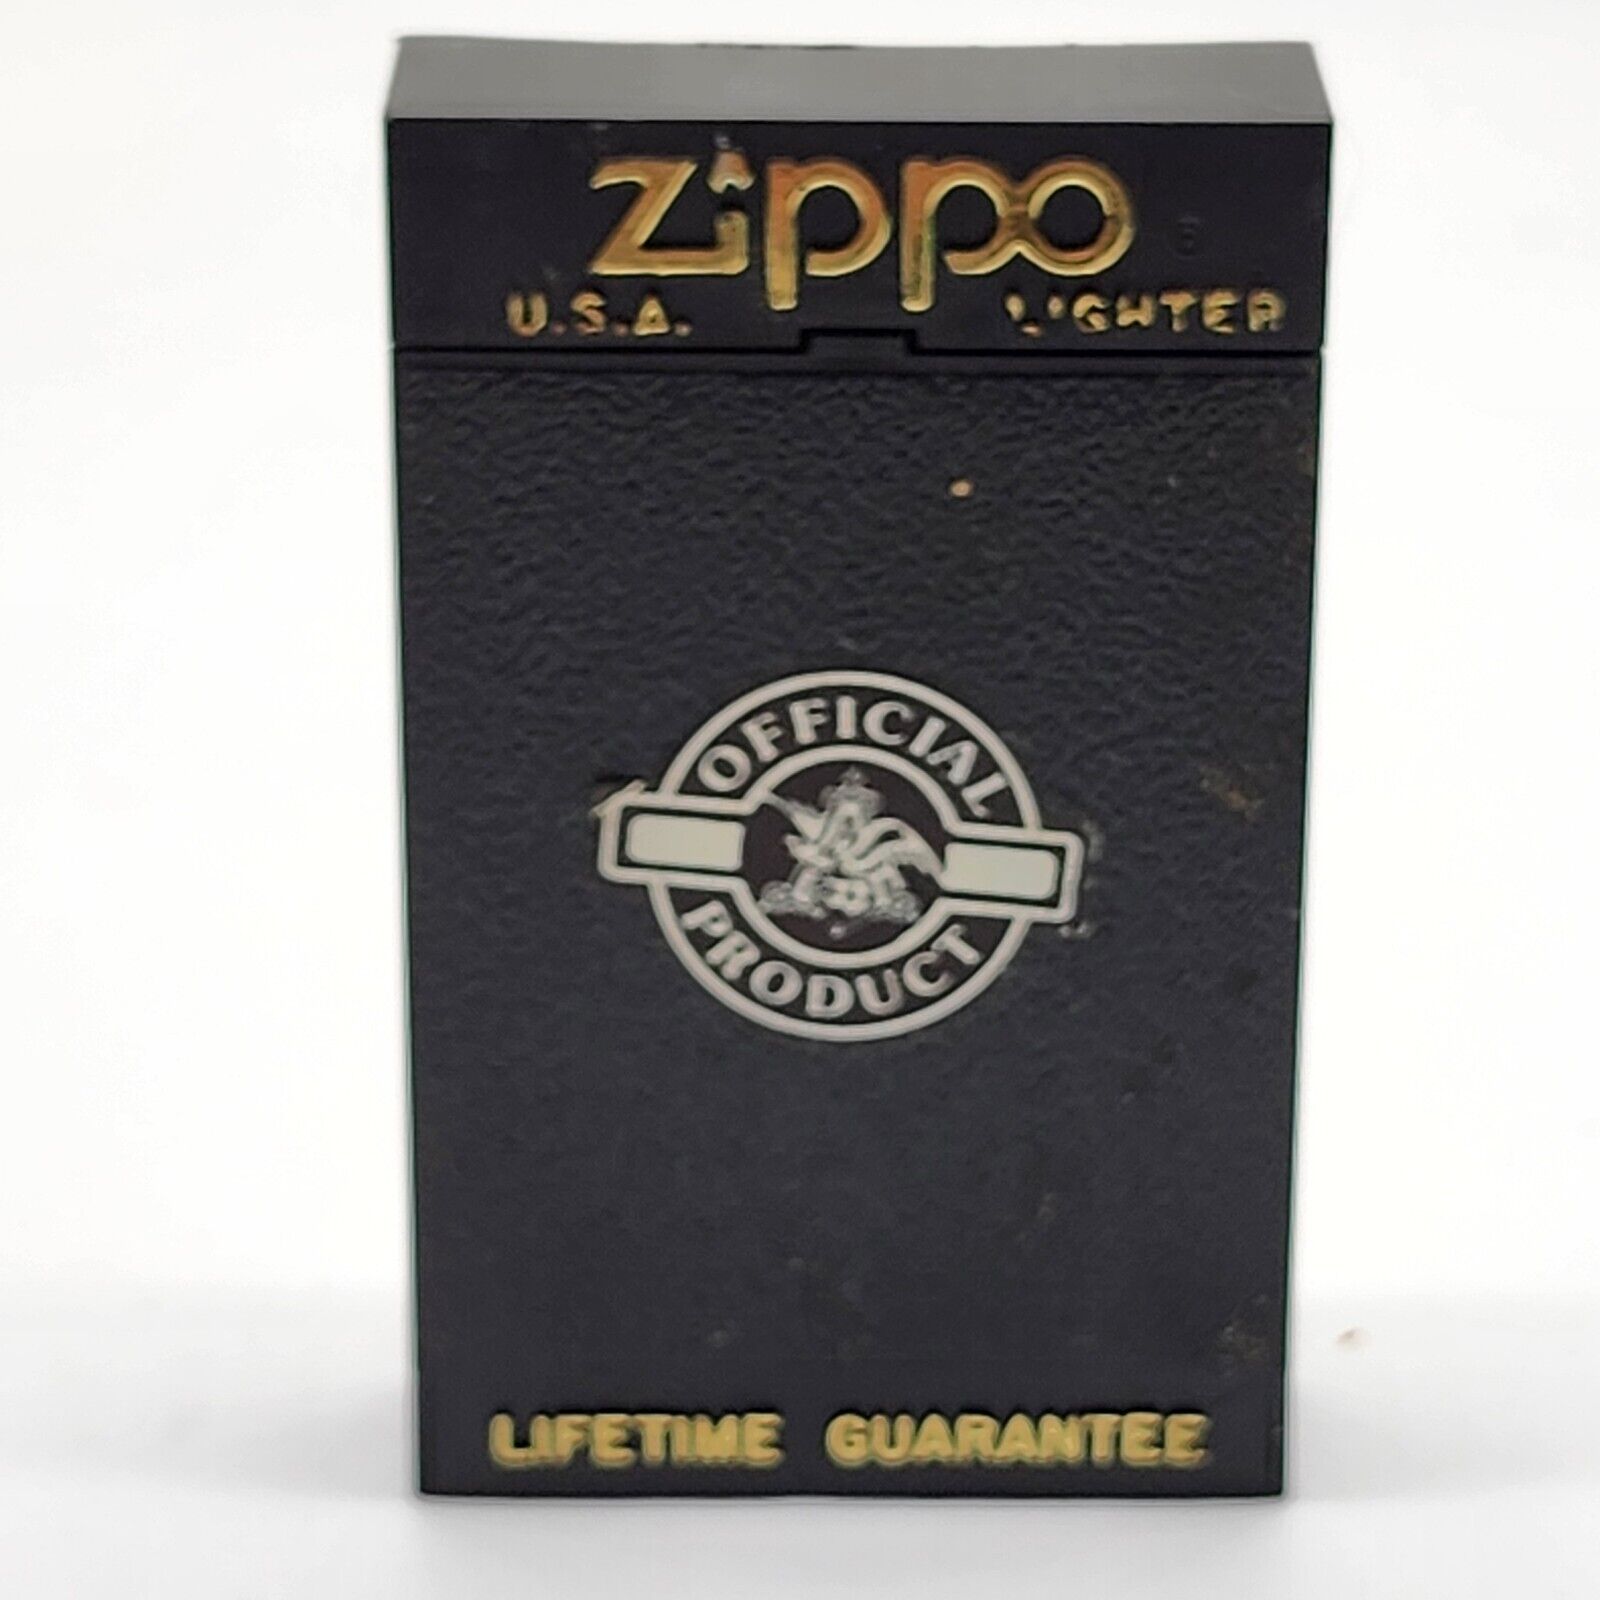 Zippo
U.S.A. LIGHTER
OFFICIAL
PRODUCT
LIFETIME GUARANTEE